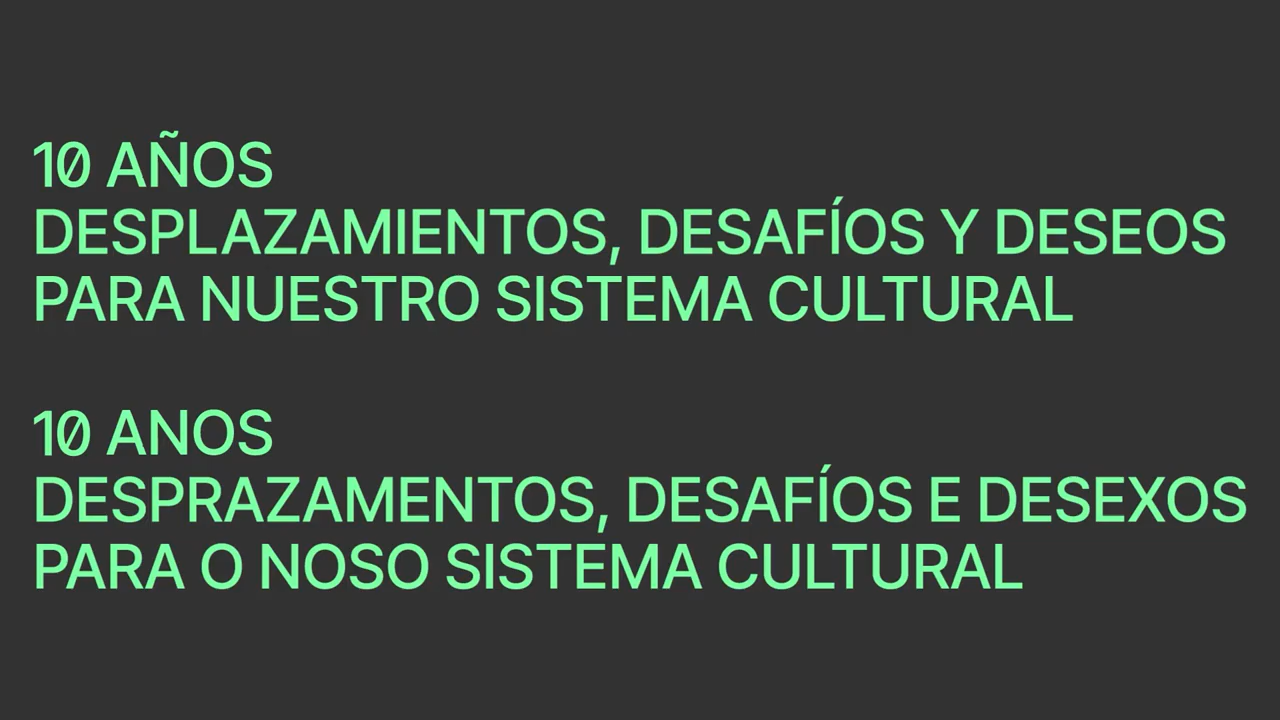 10 AÑOS
DESPLAZAMIENTOS, DESAFÍOS Y DESEOS
PARA NUESTRO SISTEMA CULTURAL
10 ANOS
DESPRAZAMENTOS, DESAFÍOS E DESEXOS
PARA O NOSO SISTEMA CULTURAL